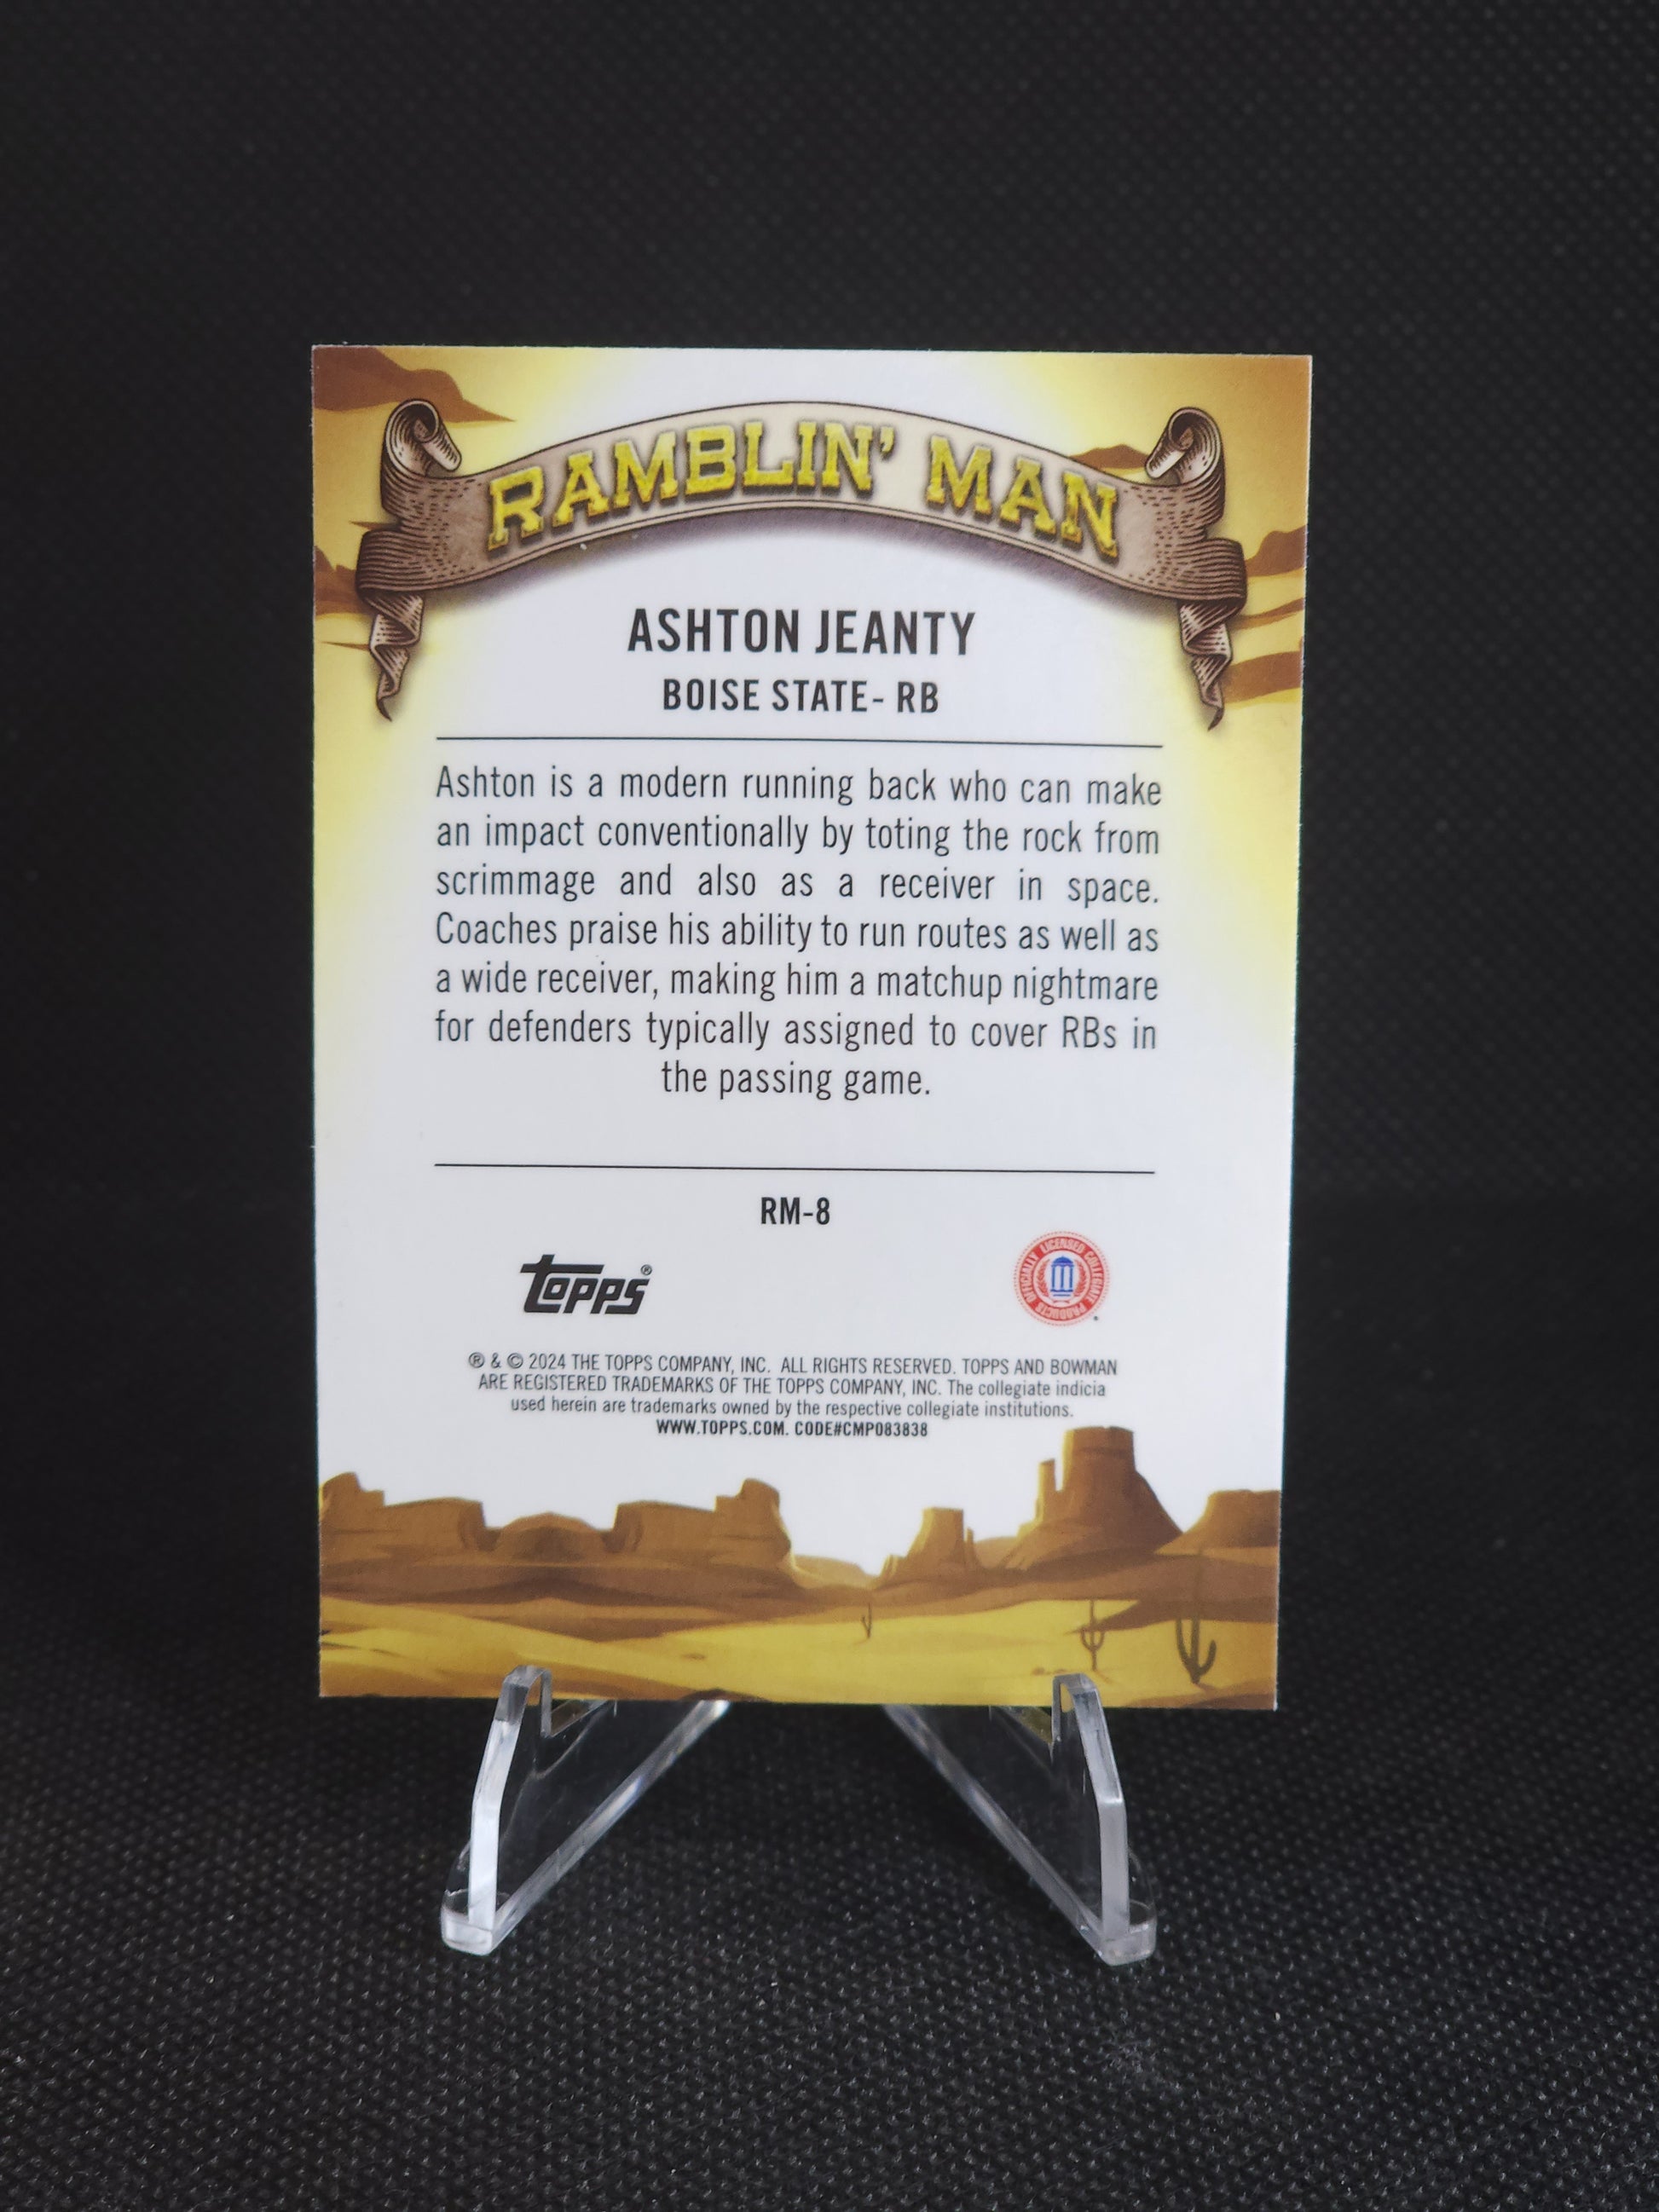 RAMBLIN' MAN
ASHTON JEANTY
BOISE STATE- RB
Ashton is a modern running back who can make
an impact conventionally by toting the rock from
scrimmage and also as a receiver in space.
Coaches praise his ability to run routes as well as
a wide receiver, making him a matchup nightmare
for defenders typically assigned to cover RBs in
the passing game.
RM-8
topps®
OFFICIALLY LICENSED COLLEGIATE PRODUCTS
® & © 2024 THE TOPPS COMPANY, INC. ALL RIGHTS RESERVED. TOPPS AND BOWMAN
ARE REGISTERED TRADEMARKS OF THE TOPPS COMPANY, INC. The collegiate indicia
used herein are trademarks owned by the respective collegiate institutions.
WWW.TOPPS.COM. CODE#CMP083838